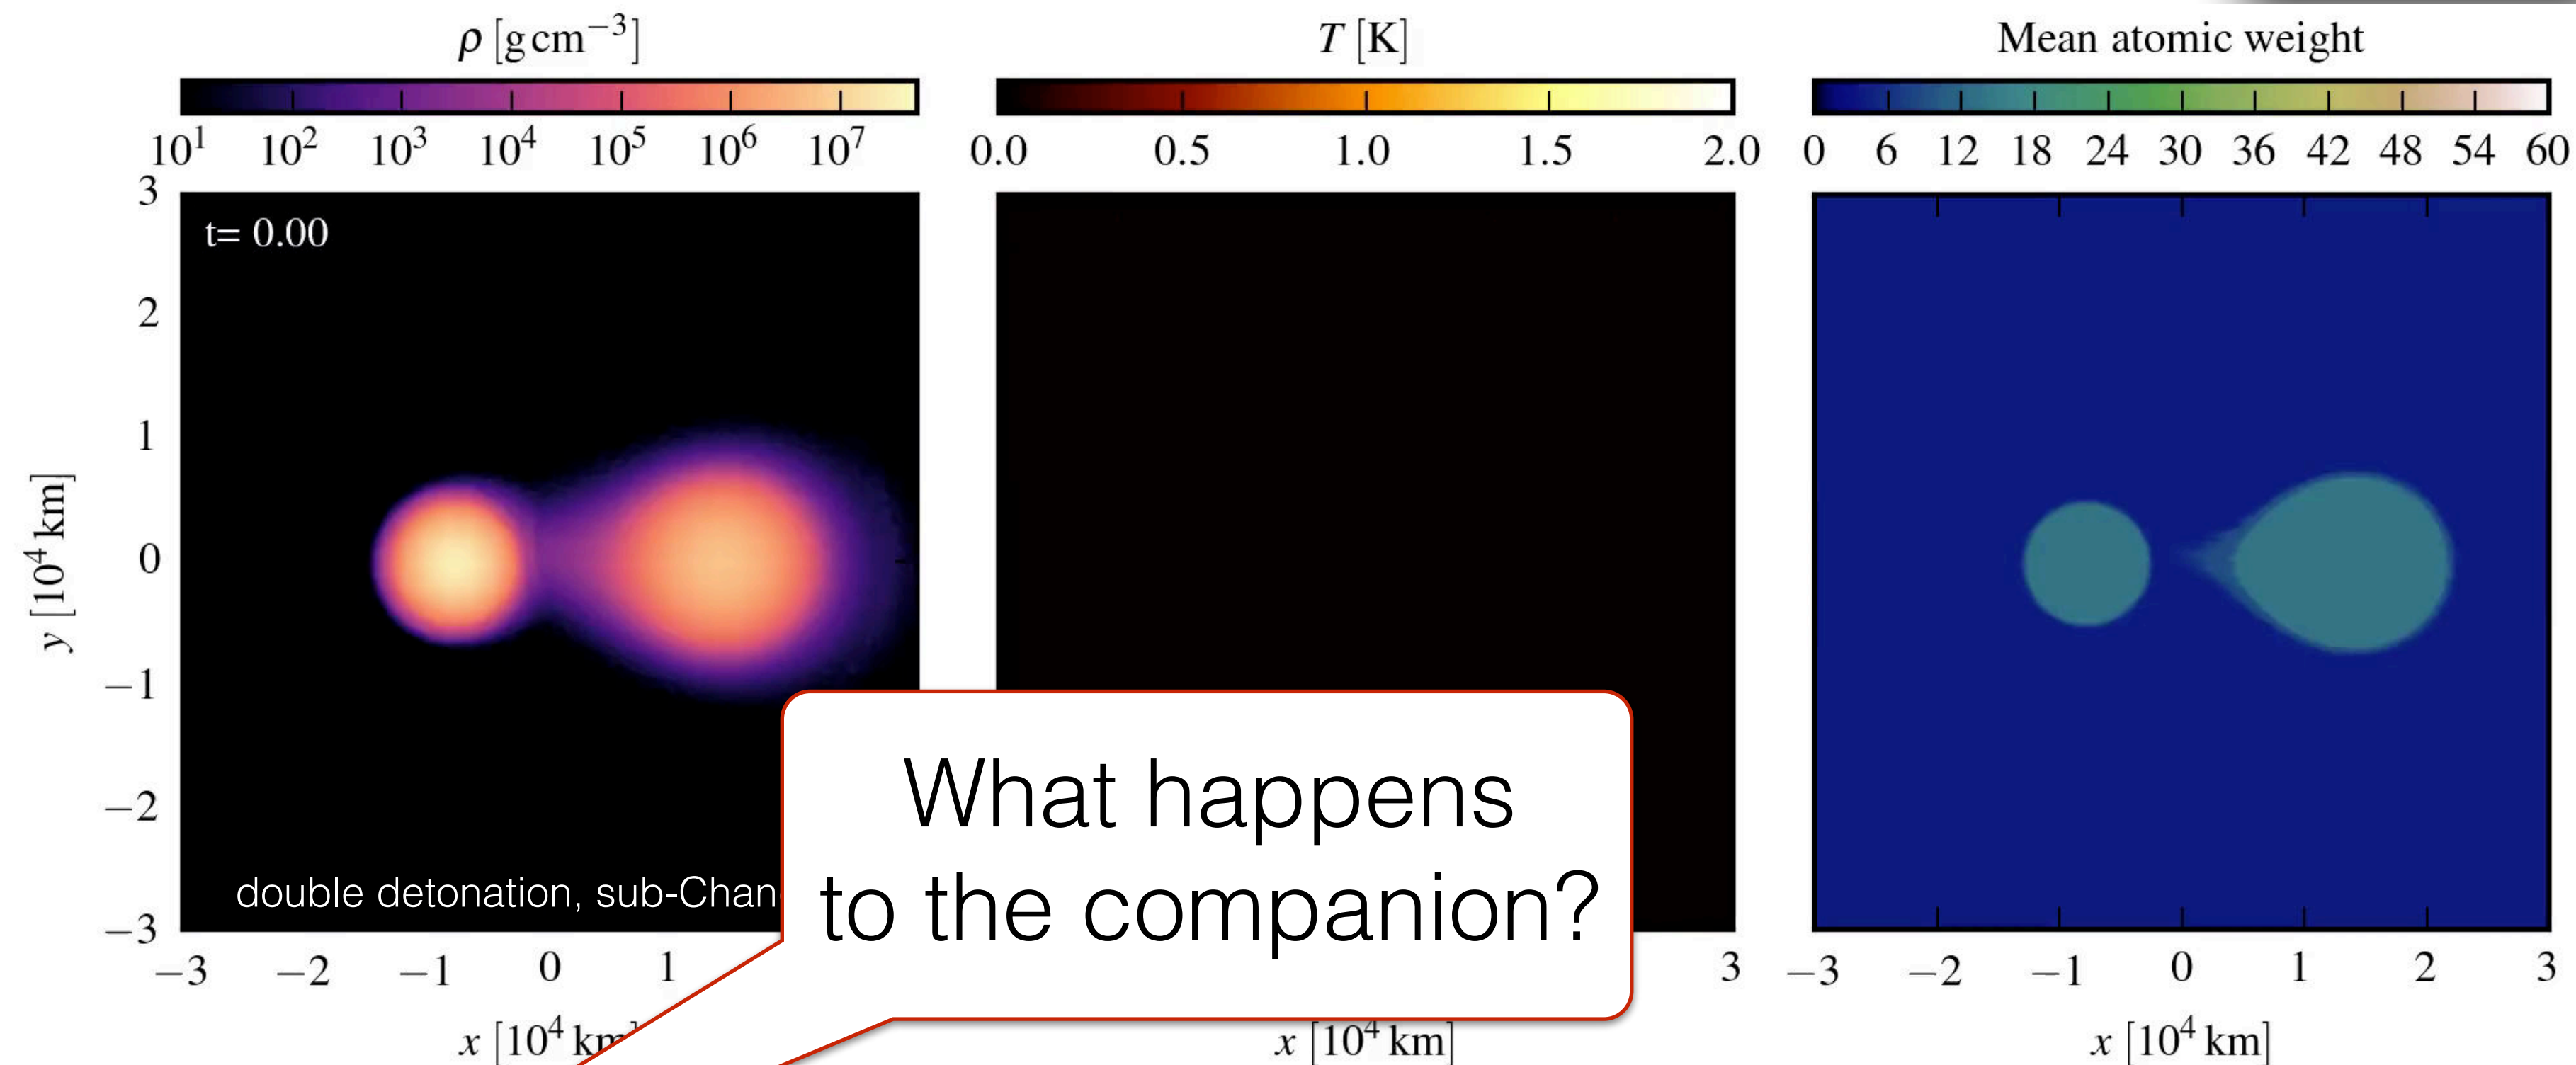 ρ [g cm⁻³]
10¹ 10² 10³ 10⁴ 10⁵ 10⁶ 10⁷
T [K]
0.0 0.5 1.0 1.5 2.0
Mean atomic weight
0 6 12 18 24 30 36 42 48 54 60
3
2
1
0
−1
−2
−3
y [10⁴ km]
t= 0.00
double detonation, sub-Chan
What happens
to the companion?
−3 −2 −1 0 1
x [10⁴ km]
3
x [10⁴ km]
−3 −2 −1 0 1 2 3
x [10⁴ km]